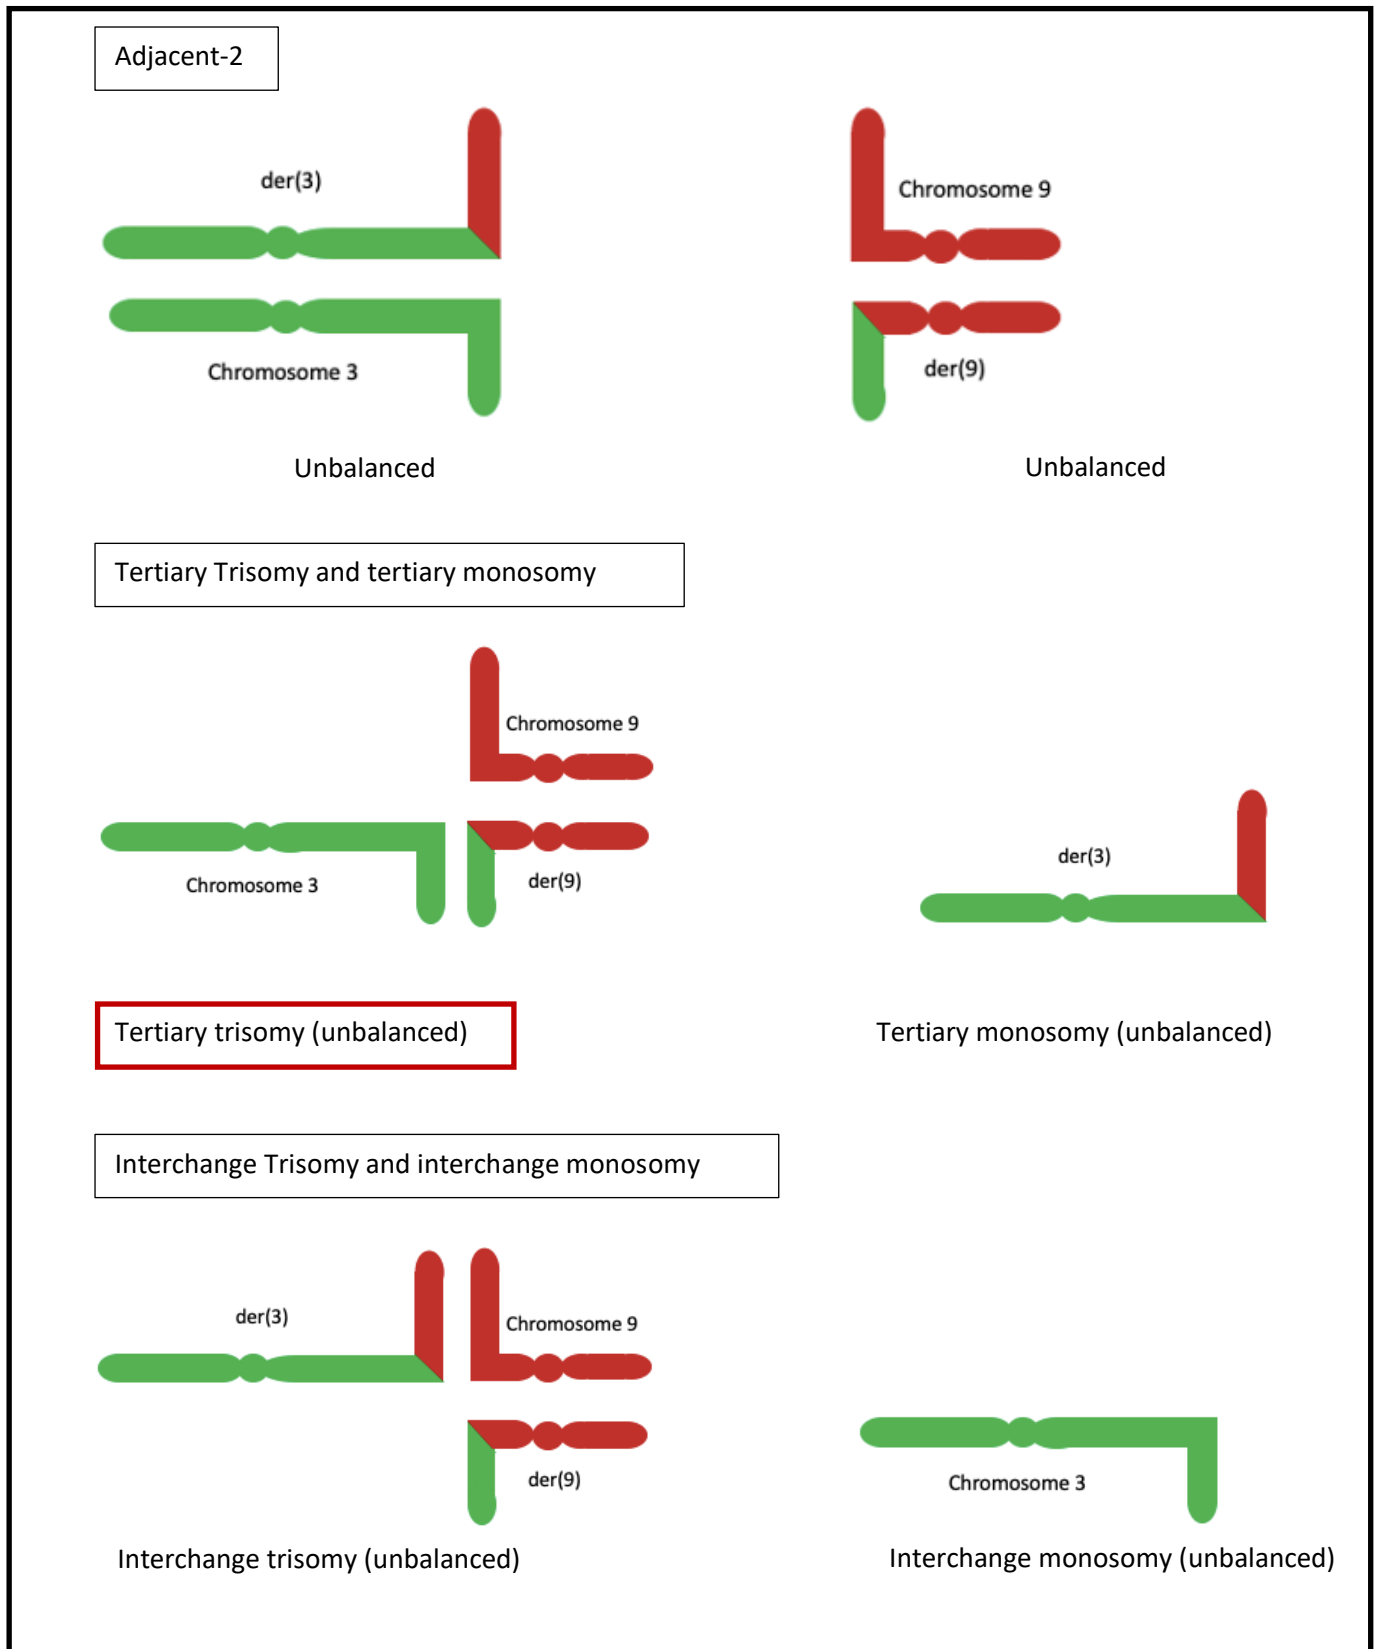 Adjacent-2
der(3)
Chromosome 9
Chromosome 3
der(9)
Unbalanced
Unbalanced
Tertiary Trisomy and tertiary monosomy
Chromosome 9
Chromosome 3
der(9)
der(3)
Tertiary trisomy (unbalanced)
Tertiary monosomy (unbalanced)
Interchange Trisomy and interchange monosomy
der(3)
Chromosome 9
der(9)
Chromosome 3
Interchange trisomy (unbalanced)
Interchange monosomy (unbalanced)